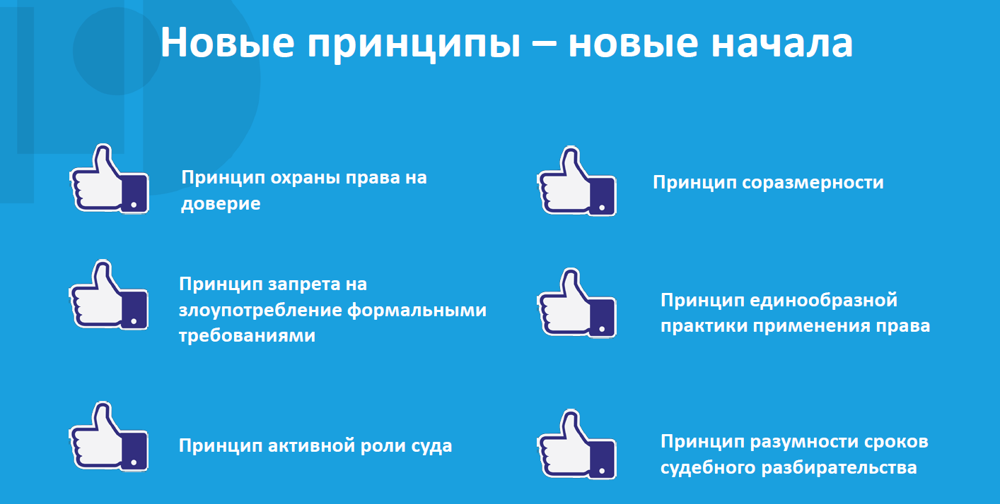 Новые принципы – новые начала
Принцип охраны права на
доверие
Принцип соразмерности
Принцип запрета на
злоупотребление формальными
требованиями
Принцип единообразной
практики применения права
Принцип активной роли суда
Принцип разумности сроков
судебного разбирательства